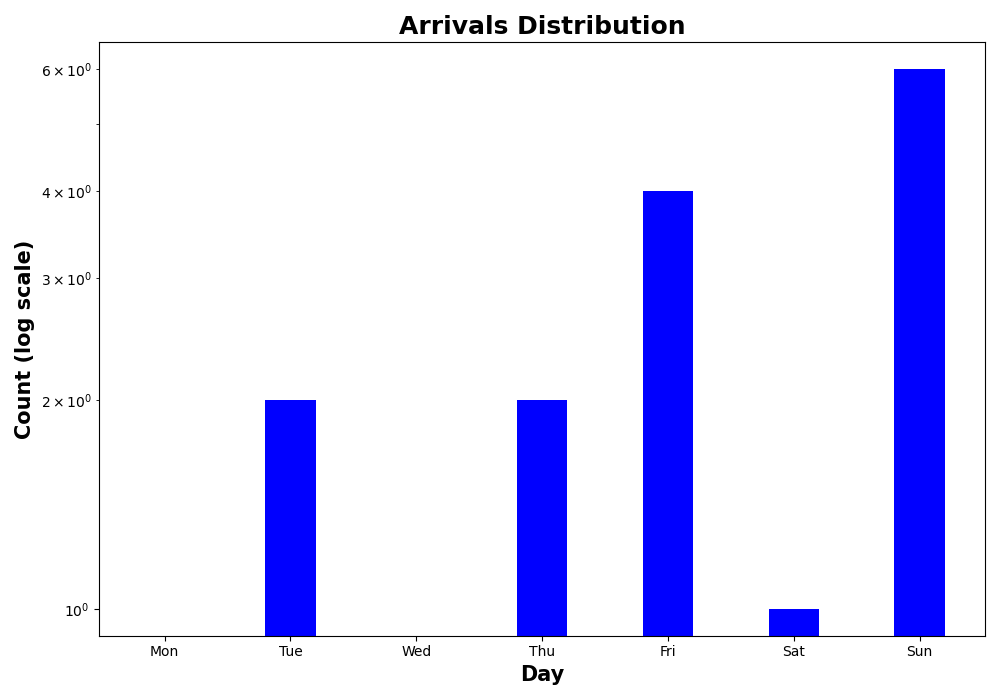 Arrivals Distribution
Count (log scale)
6 × 10⁰
4 × 10⁰
3 × 10⁰
2 × 10⁰
10⁰
Mon Tue Wed Thu Fri Sat Sun
Day